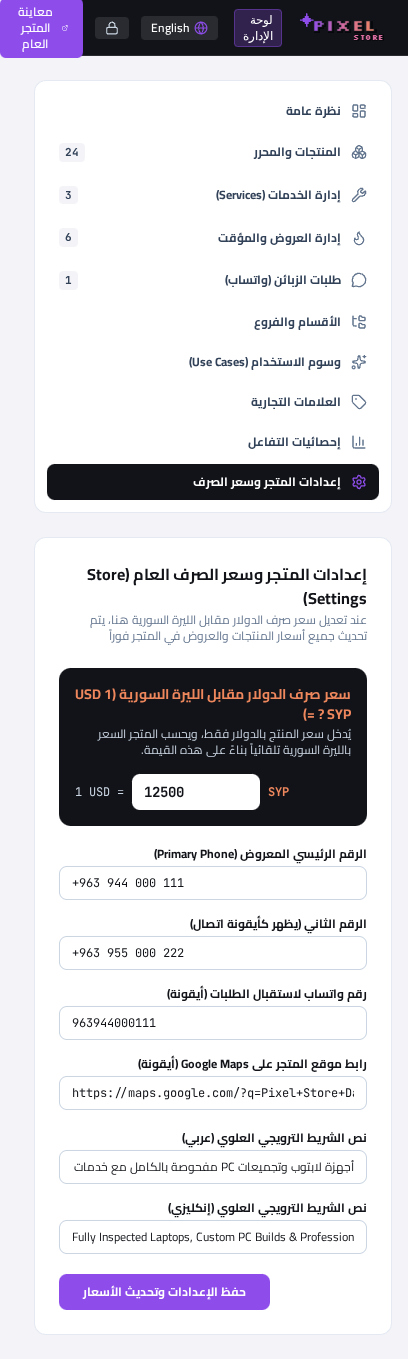 PIXEL
STORE
لوحة
الإدارة
English
معاينة
المتجر
العام
نظرة عامة
المنتجات والمحرر 24
إدارة الخدمات (Services) 3
إدارة العروض والمؤقت 6
طلبات الزبائن (واتساب) 1
الأقسام والفروع
وسوم الاستخدام (Use Cases)
العلامات التجارية
إحصائيات التفاعل
إعدادات المتجر وسعر الصرف
إعدادات المتجر وسعر الصرف العام (Store
Settings)
عند تعديل سعر صرف الدولار مقابل الليرة السورية هنا، يتم
تحديث جميع أسعار المنتجات والعروض في المتجر فوراً
سعر صرف الدولار مقابل الليرة السورية (1 USD
= ? SYP)
يُدخل سعر المنتج بالدولار فقط، ويحسب المتجر السعر
بالليرة السورية تلقائياً بناءً على هذه القيمة.
1 USD = 12500 SYP
الرقم الرئيسي المعروض (Primary Phone)
+963 944 000 111
الرقم الثاني (يظهر كأيقونة اتصال)
+963 955 000 222
رقم واتساب لاستقبال الطلبات (أيقونة)
963944000111
رابط موقع المتجر على Google Maps (أيقونة)
https://maps.google.com/?q=Pixel+Store+Da
نص الشريط الترويجي العلوي (عربي)
أجهزة لابتوب وتجميعات PC مفحوصة بالكامل مع خدمات
نص الشريط الترويجي العلوي (إنكليزي)
Fully Inspected Laptops, Custom PC Builds & Profession
حفظ الإعدادات وتحديث الأسعار